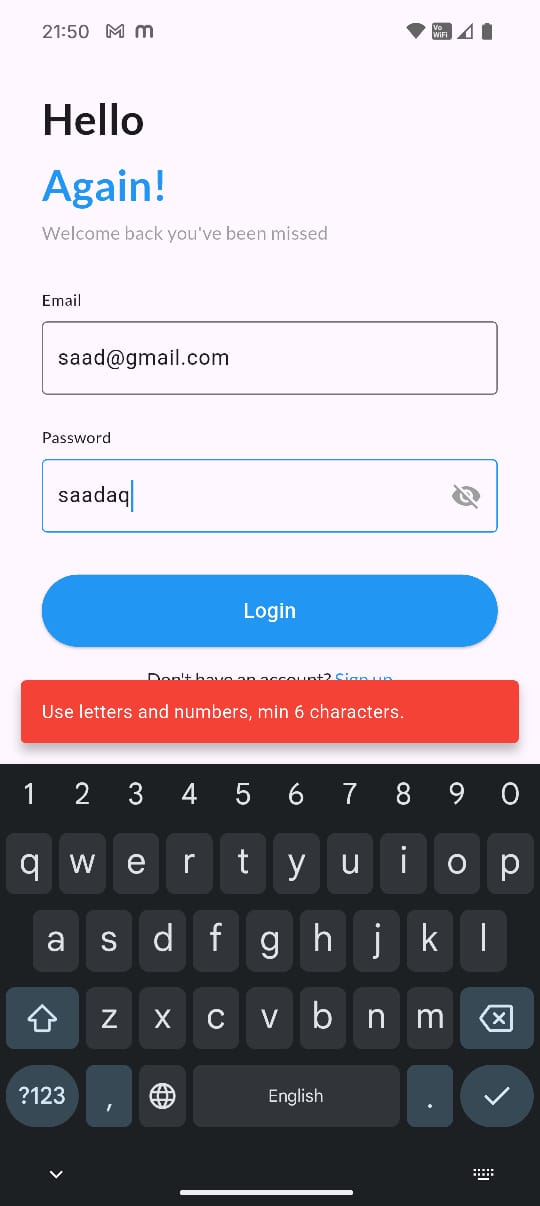 21:50
Vo WiFi
Hello
Again!
Welcome back you've been missed
Email
saad@gmail.com
Password
saadaq
Login
Don't have an account? Sign up
Use letters and numbers, min 6 characters.
1 2 3 4 5 6 7 8 9 0
q w e r t y u i o p
a s d f g h j k l
z x c v b n m
?123 , English .